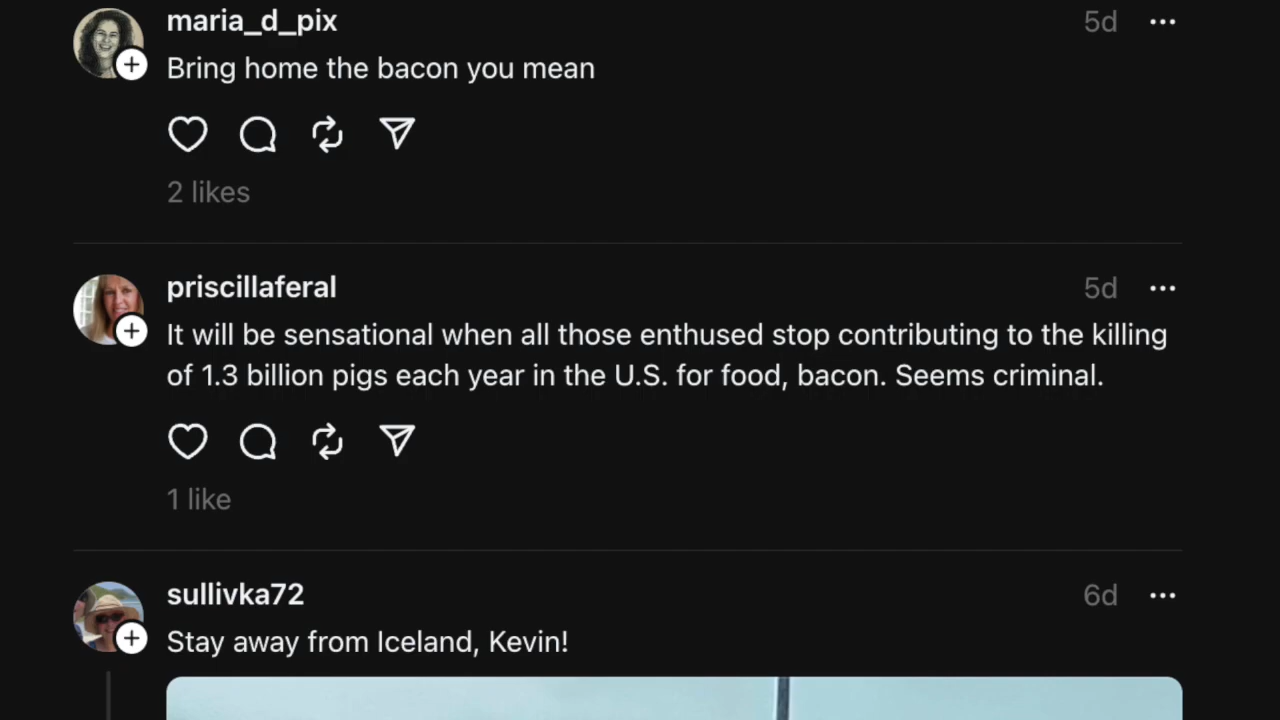 maria_d_pix
5d
Bring home the bacon you mean
2 likes
priscillaferal
5d
It will be sensational when all those enthused stop contributing to the killing
of 1.3 billion pigs each year in the U.S. for food, bacon. Seems criminal.
1 like
sullivka72
6d
Stay away from Iceland, Kevin!